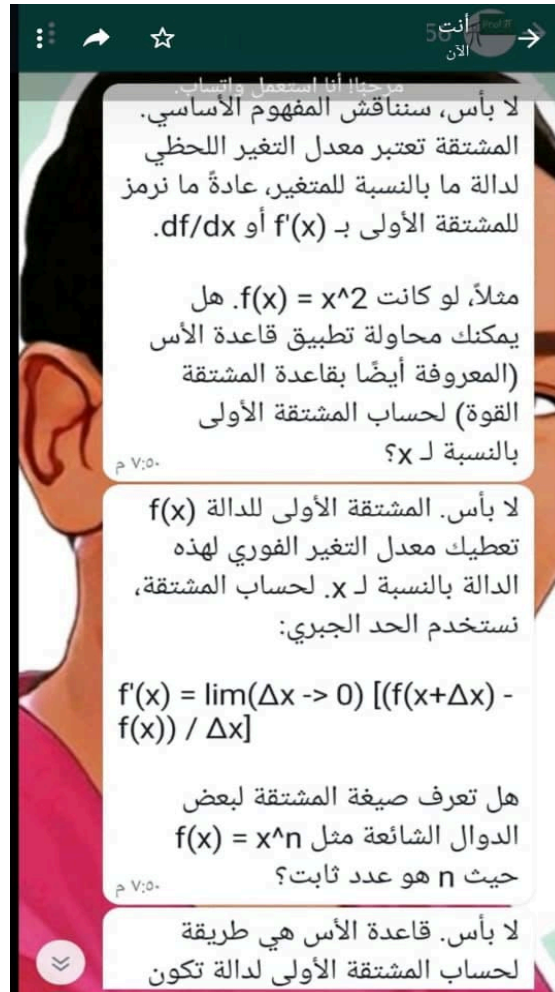 أنت
الآن
مرحبًا! أنا استعمل واتساب.
لا بأس، سنناقش المفهوم الأساسي.
المشتقة تعتبر معدل التغير اللحظي
لدالة ما بالنسبة للمتغير، عادةً ما نرمز
للمشتقة الأولى بـ f'(x) أو df/dx.
مثلاً، لو كانت f(x) = x^2. هل
يمكنك محاولة تطبيق قاعدة الأس
(المعروفة أيضًا بقاعدة المشتقة
القوة) لحساب المشتقة الأولى
بالنسبة لـ x؟
٧:٥٠ م
لا بأس. المشتقة الأولى للدالة f(x)
تعطيك معدل التغير الفوري لهذه
الدالة بالنسبة لـ x. لحساب المشتقة،
نستخدم الحد الجبري:
f'(x) = lim(Δx -> 0) [(f(x+Δx) -
f(x)) / Δx]
هل تعرف صيغة المشتقة لبعض
الدوال الشائعة مثل f(x) = x^n
حيث n هو عدد ثابت؟
٧:٥٠ م
لا بأس. قاعدة الأس هي طريقة
لحساب المشتقة الأولى لدالة تكون